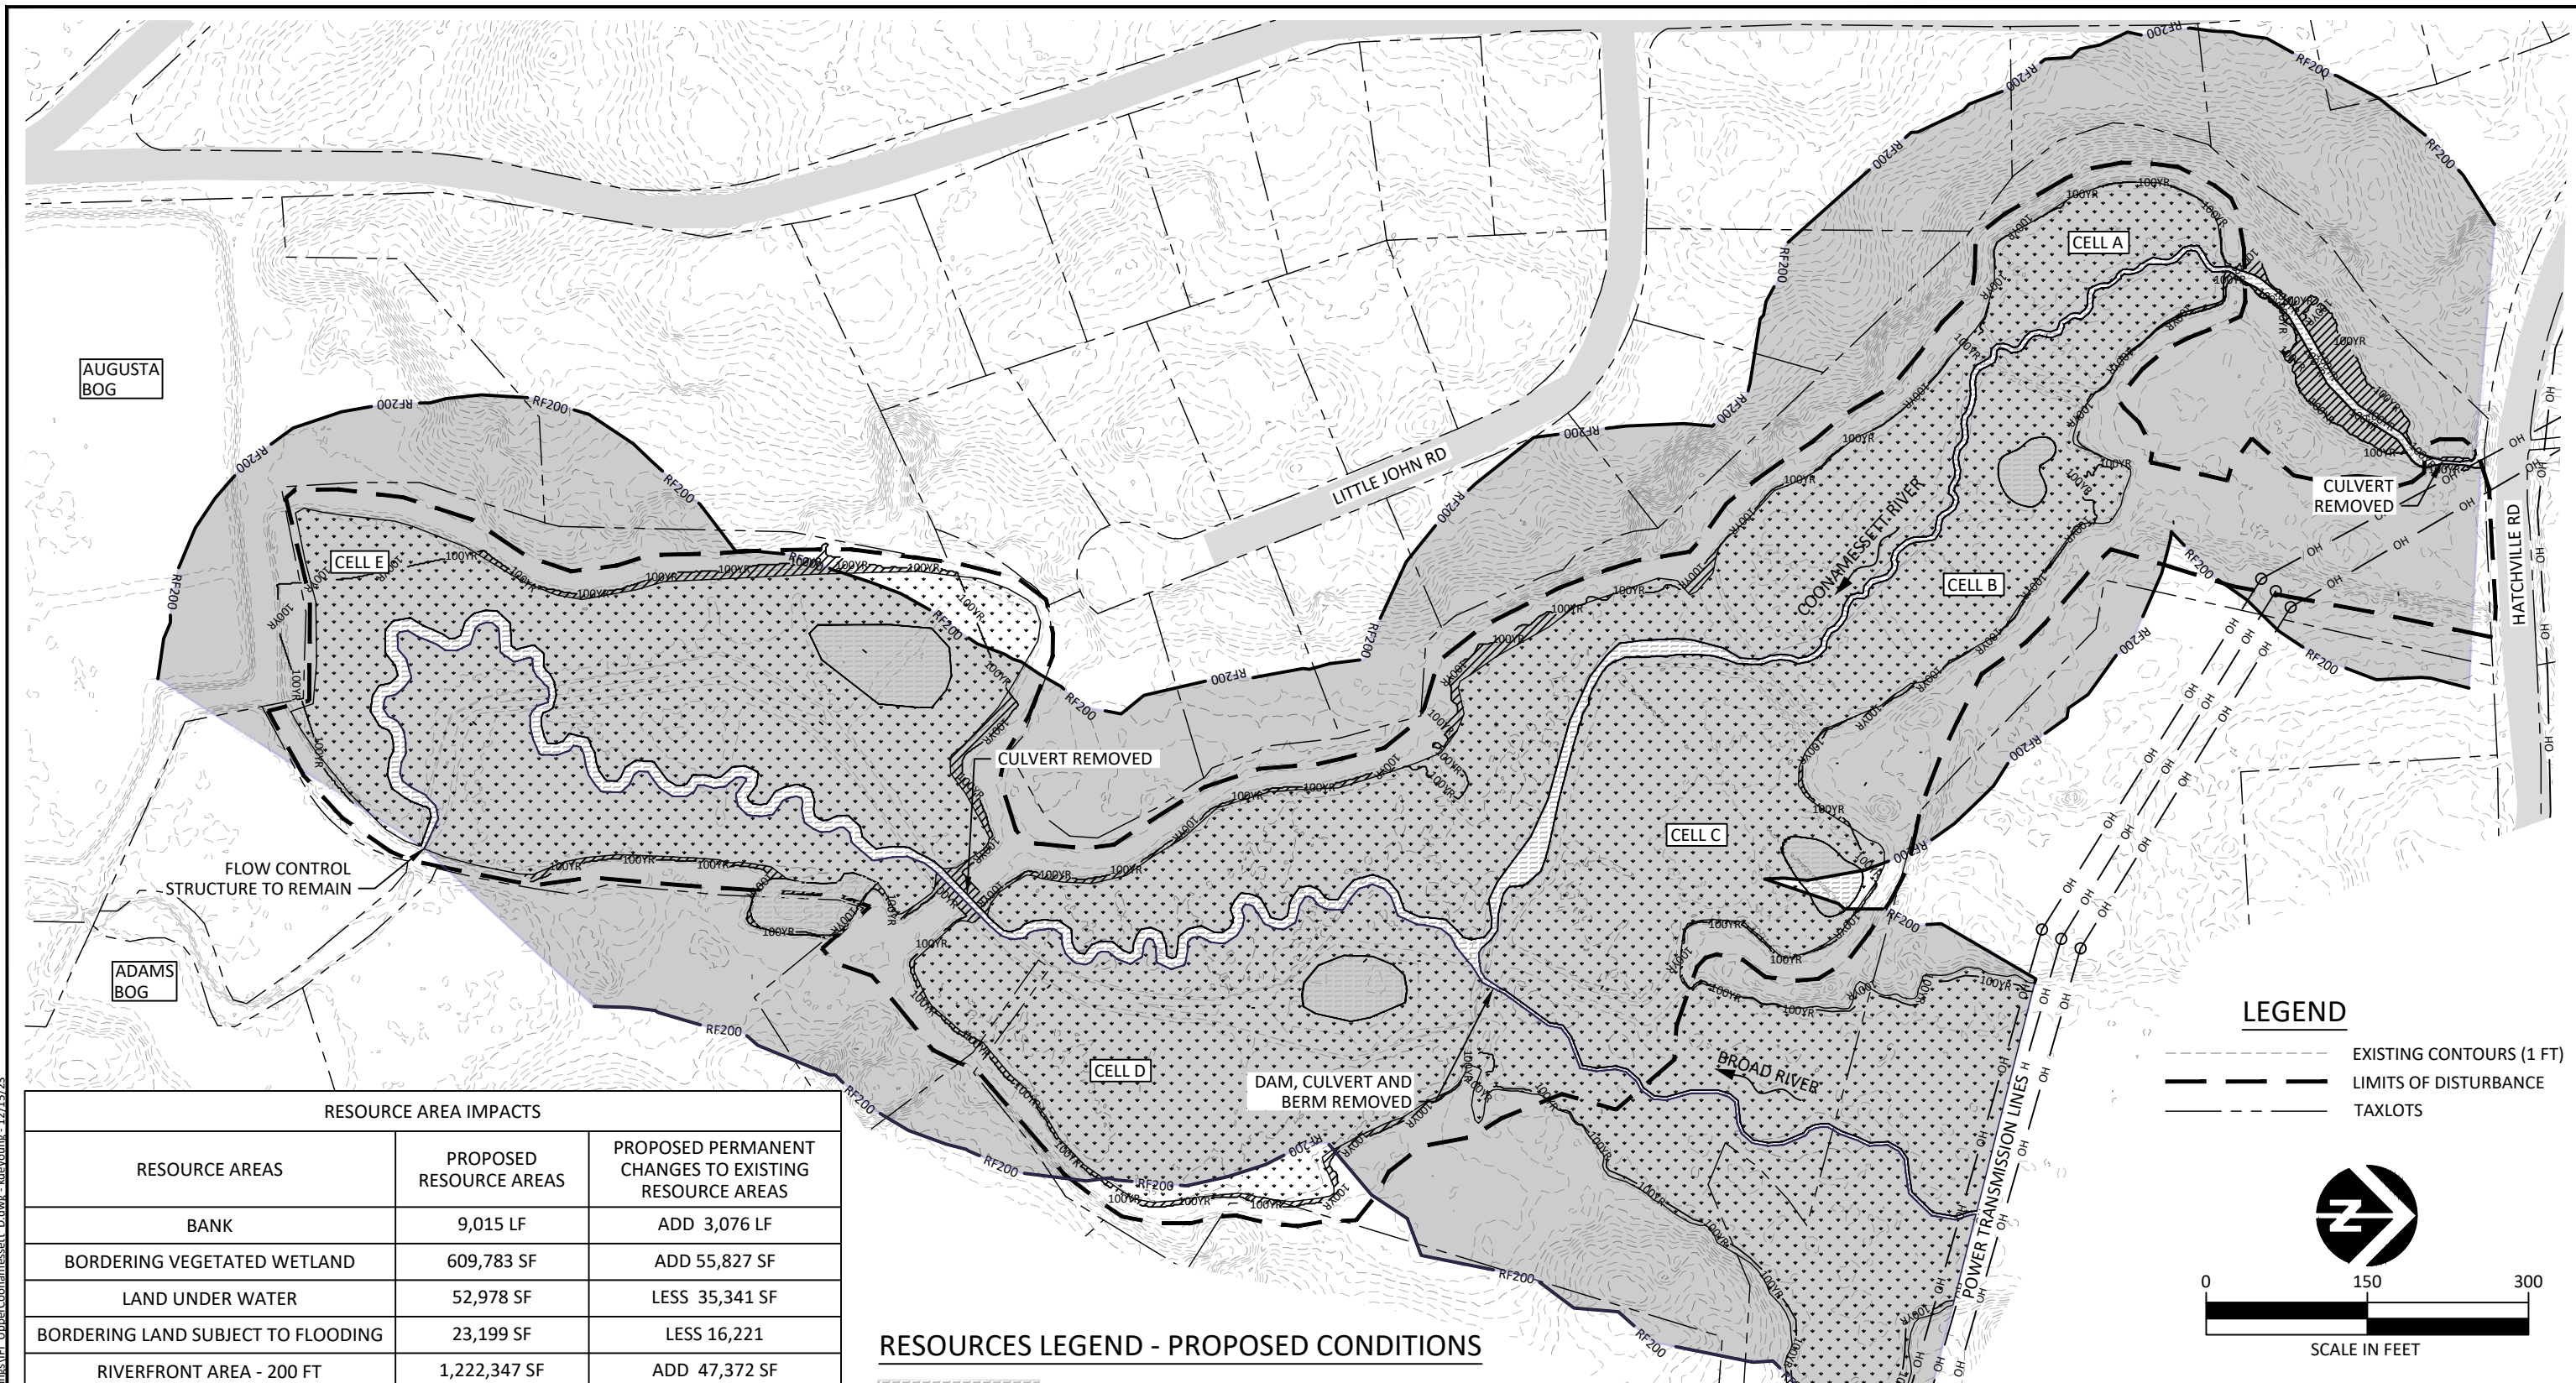 AUGUSTA
BOG
CELL A
CELL B
CELL C
CELL D
CELL E
LITTLE JOHN RD
COONAMESSETT RIVER
HATCHVILLE RD
CULVERT
REMOVED
CULVERT REMOVED
FLOW CONTROL
STRUCTURE TO REMAIN
ADAMS
BOG
DAM, CULVERT AND
BERM REMOVED
BROAD RIVER
POWER TRANSMISSION LINES
RF200
100YR
OH
LEGEND
EXISTING CONTOURS (1 FT)
LIMITS OF DISTURBANCE
TAXLOTS
Z
0 150 300
SCALE IN FEET
RESOURCE AREA IMPACTS
RESOURCE AREAS
PROPOSED
RESOURCE AREAS
PROPOSED PERMANENT
CHANGES TO EXISTING
RESOURCE AREAS
BANK 9,015 LF ADD 3,076 LF
BORDERING VEGETATED WETLAND 609,783 SF ADD 55,827 SF
LAND UNDER WATER 52,978 SF LESS 35,341 SF
BORDERING LAND SUBJECT TO FLOODING 23,199 SF LESS 16,221
RIVERFRONT AREA - 200 FT 1,222,347 SF ADD 47,372 SF
RESOURCES LEGEND - PROPOSED CONDITIONS